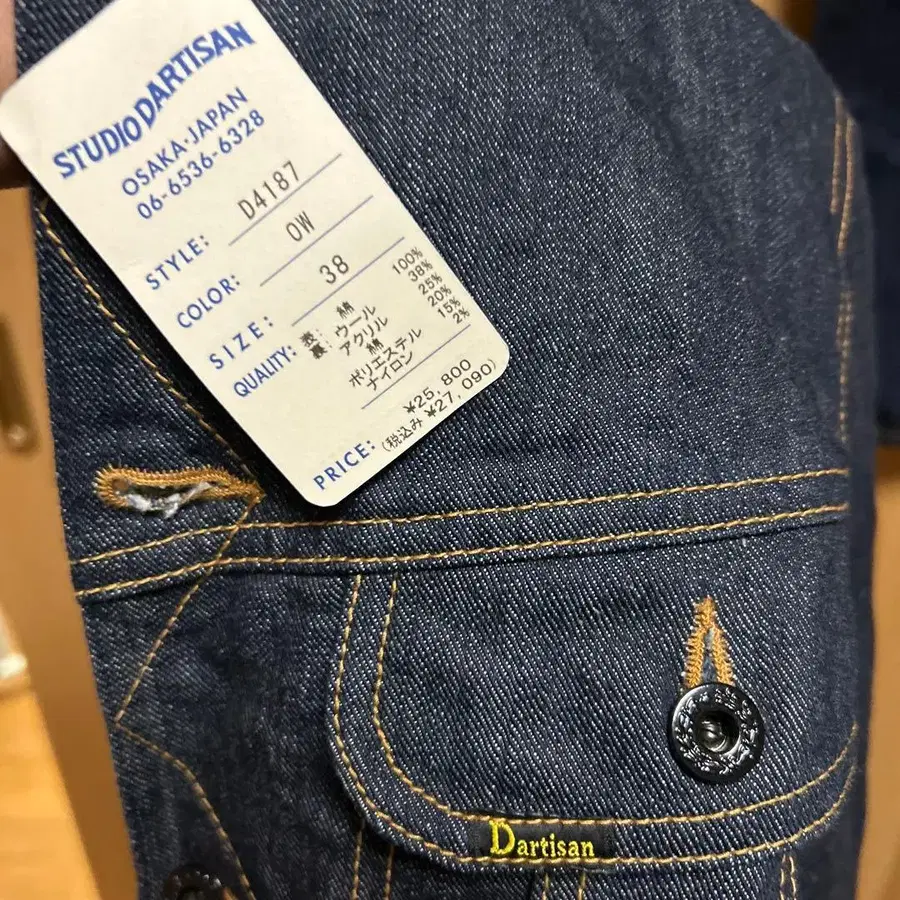 STUDIO DARTISAN
OSAKA・JAPAN
06-6536-6328
STYLE: D4187
COLOR: OW
SIZE: 38
QUALITY: 表: 綿 100%
裏: ウール 38%
アクリル 25%
綿 20%
ポリエステル 15%
ナイロン 2%
PRICE: ¥25,800
(税込み ¥27,090)
Dartisan